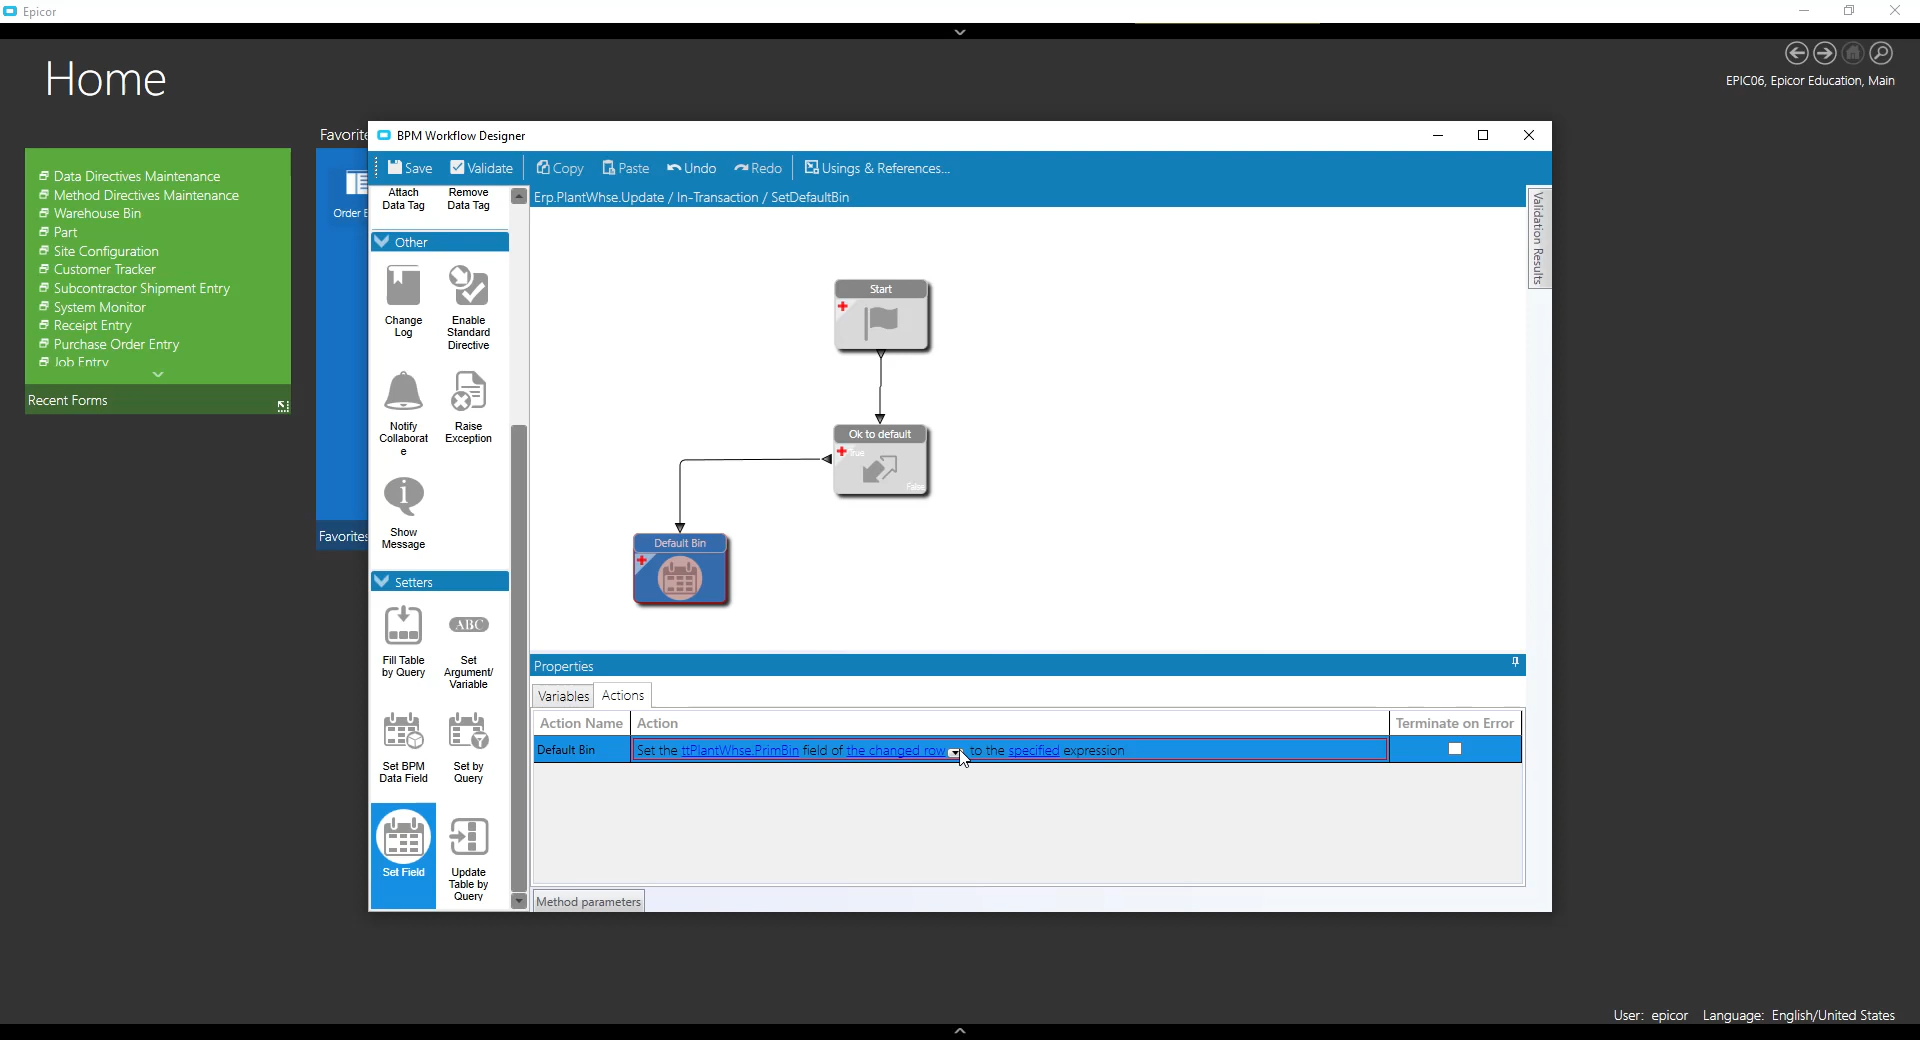 Epicor
Home
EPIC06, Epicor Education, Main
Data Directives Maintenance
Method Directives Maintenance
Warehouse Bin
Part
Site Configuration
Customer Tracker
Subcontractor Shipment Entry
System Monitor
Receipt Entry
Purchase Order Entry
Job Entry
Recent Forms
Favorite
Order E
Favorites
BPM Workflow Designer
Save
Validate
Copy
Paste
Undo
Redo
Usings & References...
Attach
Data Tag
Remove
Data Tag
Other
Change
Log
Enable
Standard
Directive
Notify
Collaborat
e
Raise
Exception
Show
Message
Setters
Fill Table
by Query
ABC
Set
Argument/
Variable
Set BPM
Data Field
Set by
Query
Set Field
Update
Table by
Query
Erp.PlantWhse.Update / In-Transaction / SetDefaultBin
Validation Results
Start
Ok to default
True
False
Default Bin
Properties
Variables
Actions
Action Name
Action
Terminate on Error
Default Bin
Set the ttPlantWhse.PrimBin field of the changed row to the specified expression
Method parameters
User: epicor Language: English/United States